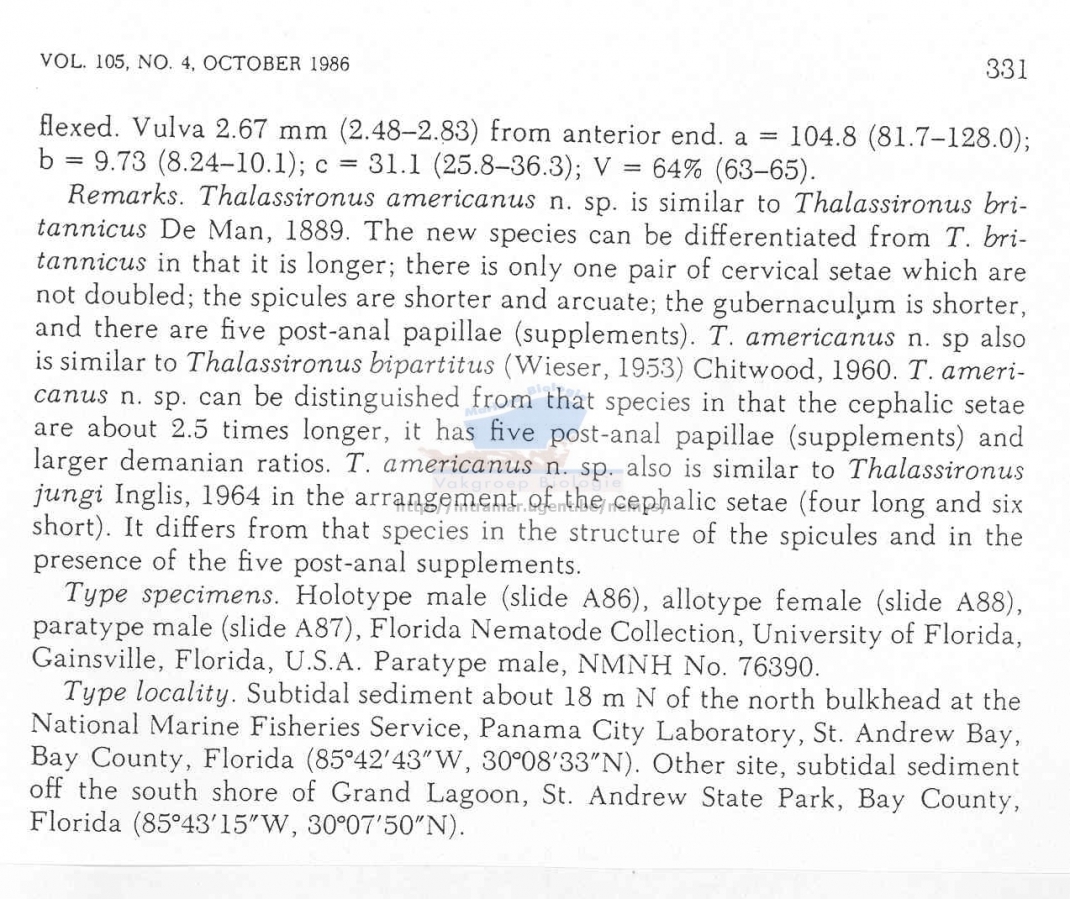 VOL. 105, NO. 4, OCTOBER 1986
331
flexed. Vulva 2.67 mm (2.48–2.83) from anterior end. a = 104.8 (81.7–128.0);
b = 9.73 (8.24–10.1); c = 31.1 (25.8–36.3); V = 64% (63–65).
Remarks. Thalassironus americanus n. sp. is similar to Thalassironus bri-
tannicus De Man, 1889. The new species can be differentiated from T. bri-
tannicus in that it is longer; there is only one pair of cervical setae which are
not doubled; the spicules are shorter and arcuate; the gubernaculum is shorter,
and there are five post-anal papillae (supplements). T. americanus n. sp also
is similar to Thalassironus bipartitus (Wieser, 1953) Chitwood, 1960. T. ameri-
canus n. sp. can be distinguished from that species in that the cephalic setae
are about 2.5 times longer, it has five post-anal papillae (supplements) and
larger demanian ratios. T. americanus n. sp. also is similar to Thalassironus
Vakgroep Biologie
jungi Inglis, 1964 in the arrangement of the cephalic setae (four long and six
short). It differs from that species in the structure of the spicules and in the
presence of the five post-anal supplements.
Type specimens. Holotype male (slide A86), allotype female (slide A88),
paratype male (slide A87), Florida Nematode Collection, University of Florida,
Gainsville, Florida, U.S.A. Paratype male, NMNH No. 76390.
Type locality. Subtidal sediment about 18 m N of the north bulkhead at the
National Marine Fisheries Service, Panama City Laboratory, St. Andrew Bay,
Bay County, Florida (85°42′43″W, 30°08′33″N). Other site, subtidal sediment
off the south shore of Grand Lagoon, St. Andrew State Park, Bay County,
Florida (85°43′15″W, 30°07′50″N).